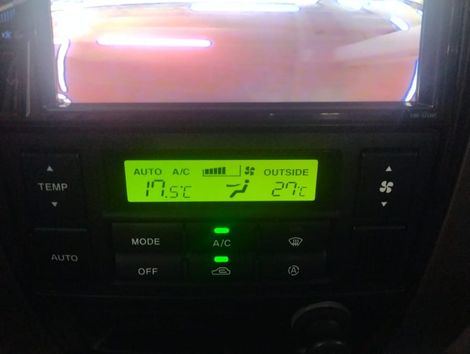 AUTO A/C OUTSIDE
17.5°C 27°C
TEMP
MODE A/C
AUTO
OFF A